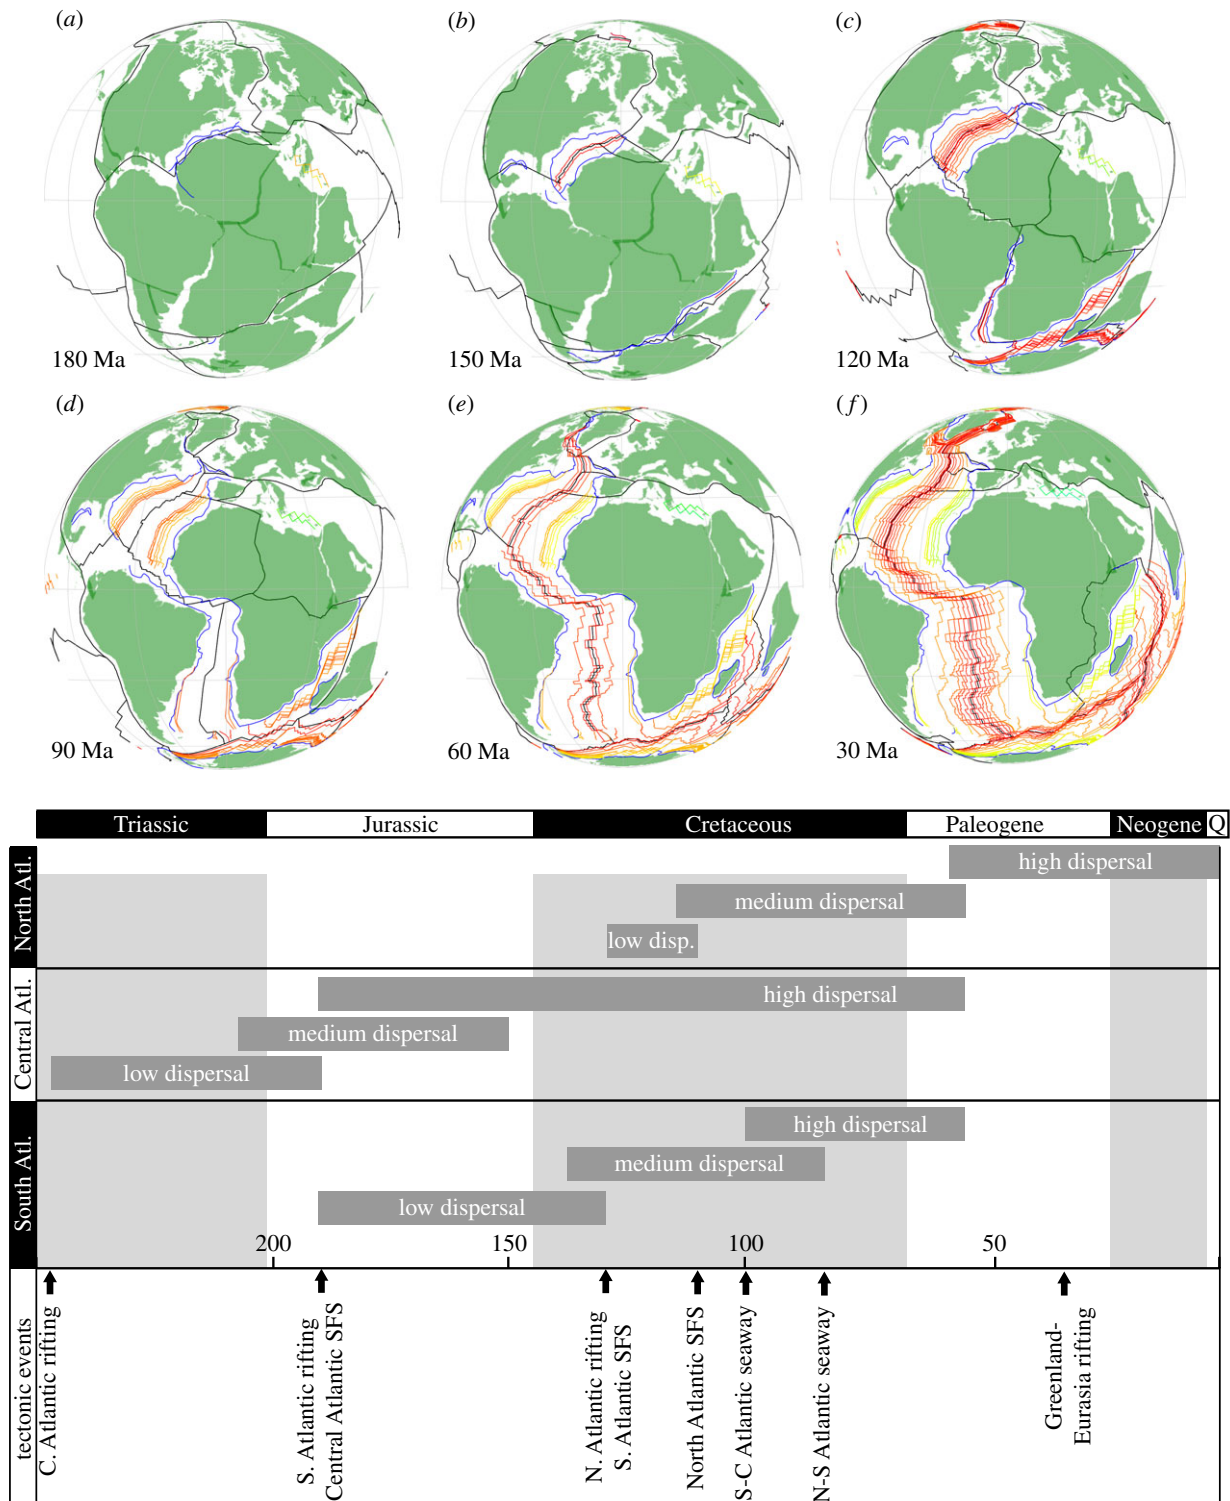 (a)
(b)
(c)
180 Ma
150 Ma
120 Ma
(d)
(e)
(f)
90 Ma
60 Ma
30 Ma
Triassic
Jurassic
Cretaceous
Paleogene
Neogene
Q
North Atl.
high dispersal
medium dispersal
low disp.
Central Atl.
high dispersal
medium dispersal
low dispersal
South Atl.
high dispersal
medium dispersal
low dispersal
200
150
100
50
tectonic events
C. Atlantic rifting
S. Atlantic rifting
Central Atlantic SFS
N. Atlantic rifting
S. Atlantic SFS
North Atlantic SFS
S-C Atlantic seaway
N-S Atlantic seaway
Greenland-
Eurasia rifting